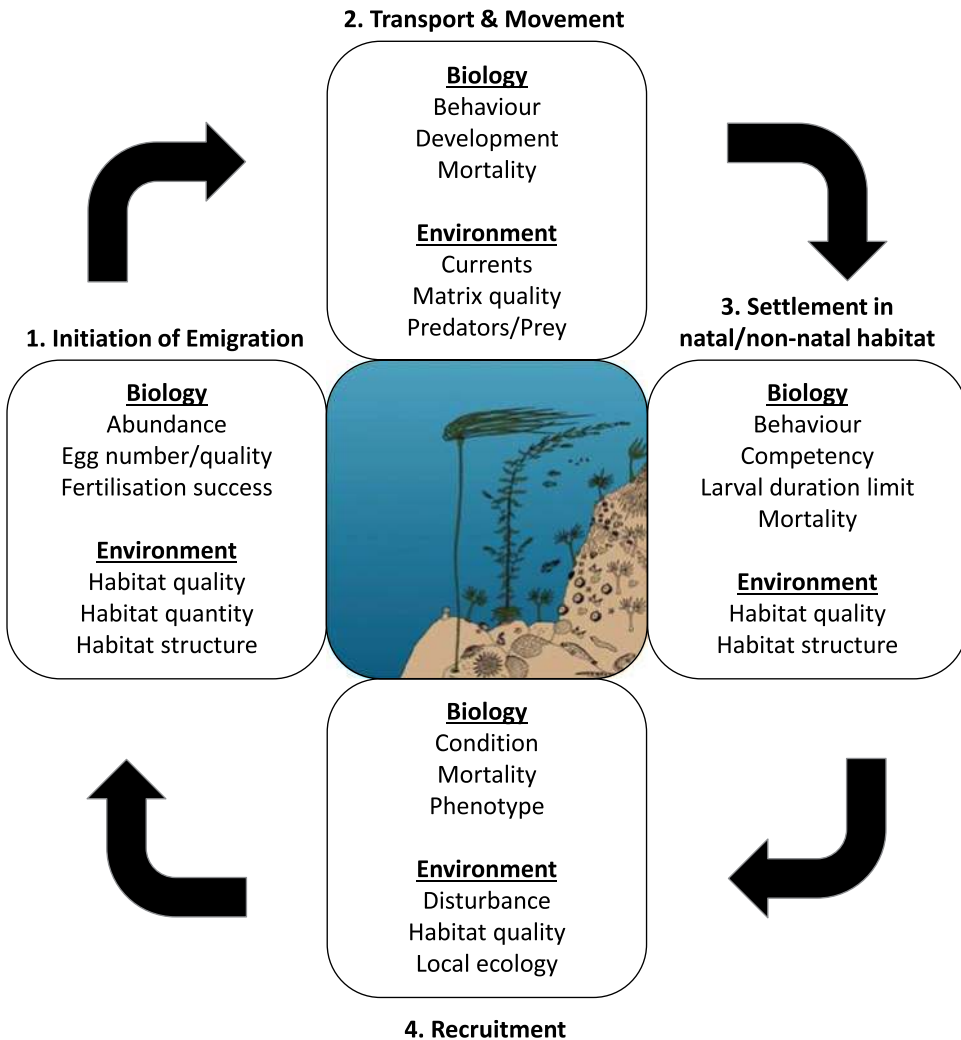 2. Transport & Movement
Biology
Behaviour
Development
Mortality
Environment
Currents
Matrix quality
Predators/Prey
1. Initiation of Emigration
Biology
Abundance
Egg number/quality
Fertilisation success
Environment
Habitat quality
Habitat quantity
Habitat structure
3. Settlement in
natal/non-natal habitat
Biology
Behaviour
Competency
Larval duration limit
Mortality
Environment
Habitat quality
Habitat structure
Biology
Condition
Mortality
Phenotype
Environment
Disturbance
Habitat quality
Local ecology
4. Recruitment